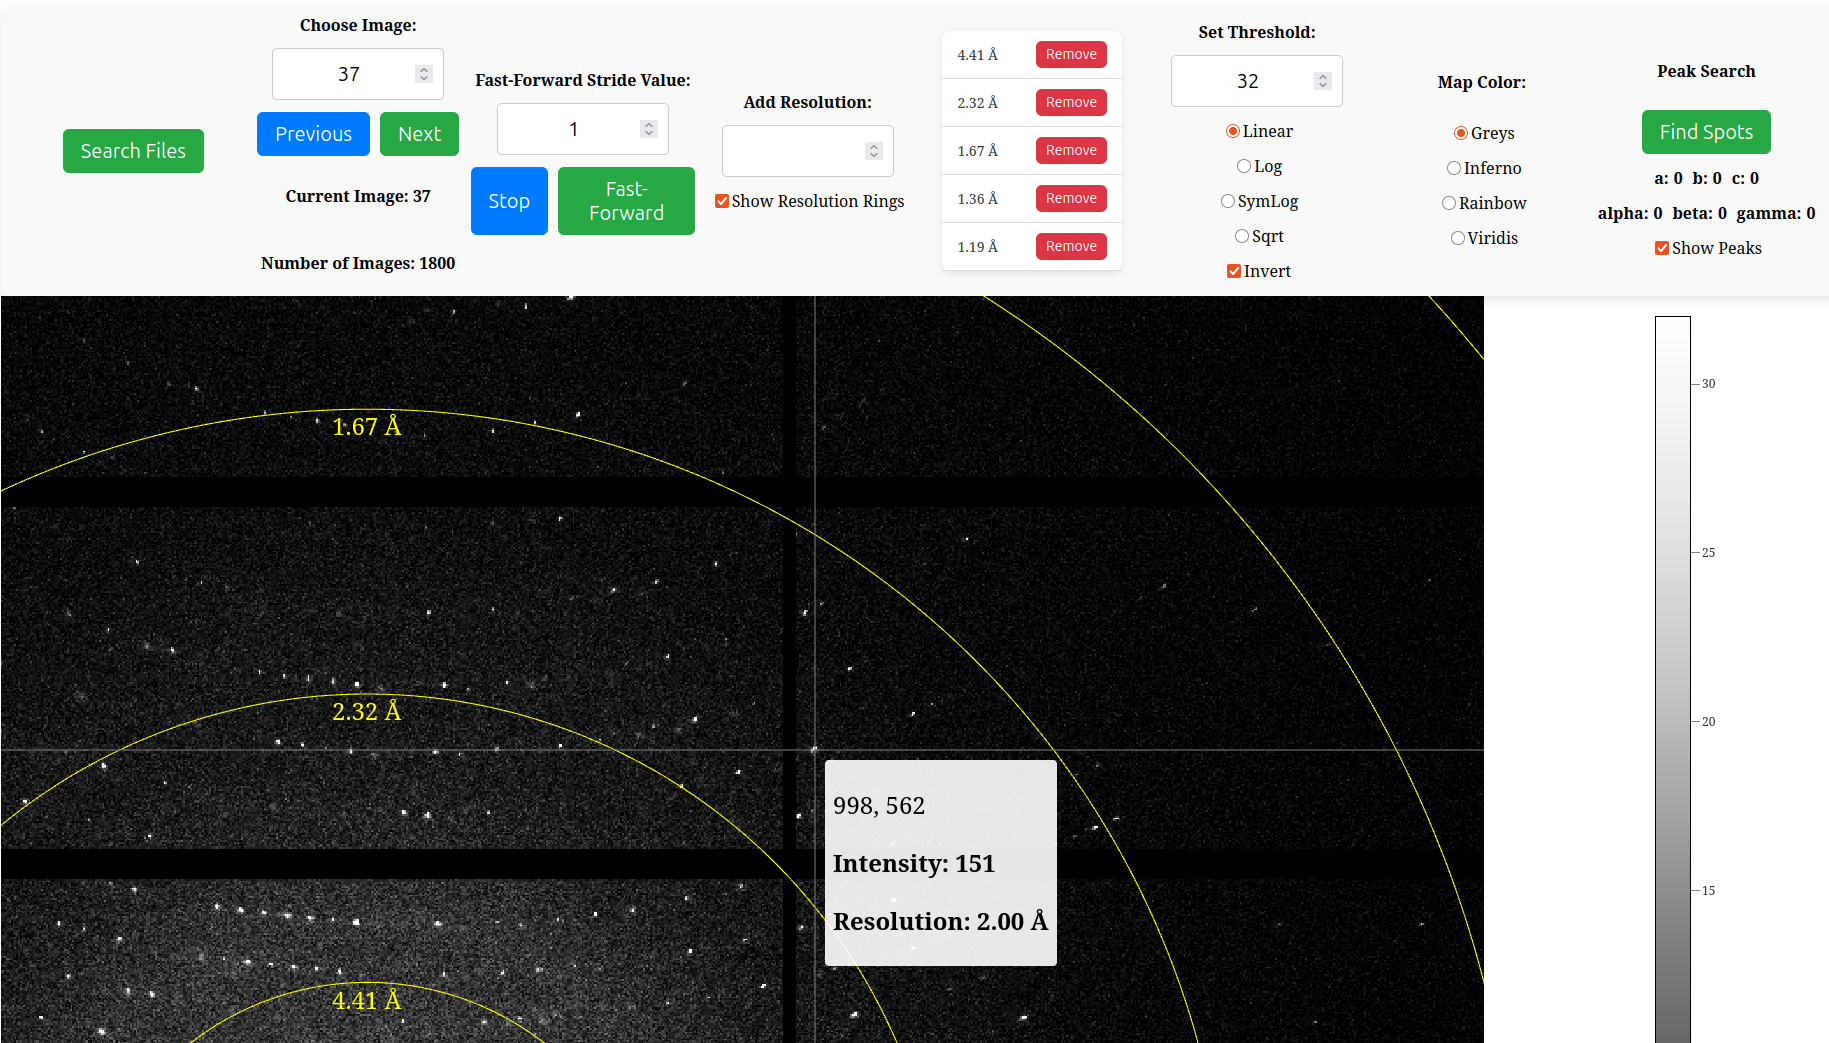 Choose Image:
37
Previous
Next
Current Image: 37
Number of Images: 1800
Search Files
Fast-Forward Stride Value:
1
Stop
Fast-
Forward
Add Resolution:
Show Resolution Rings
4.41 Å Remove
2.32 Å Remove
1.67 Å Remove
1.36 Å Remove
1.19 Å Remove
Set Threshold:
32
Linear
Log
SymLog
Sqrt
Invert
Map Color:
Greys
Inferno
Rainbow
Viridis
Peak Search
Find Spots
a: 0 b: 0 c: 0
alpha: 0 beta: 0 gamma: 0
Show Peaks
1.67 Å
2.32 Å
4.41 Å
998, 562
Intensity: 151
Resolution: 2.00 Å
30
25
20
15